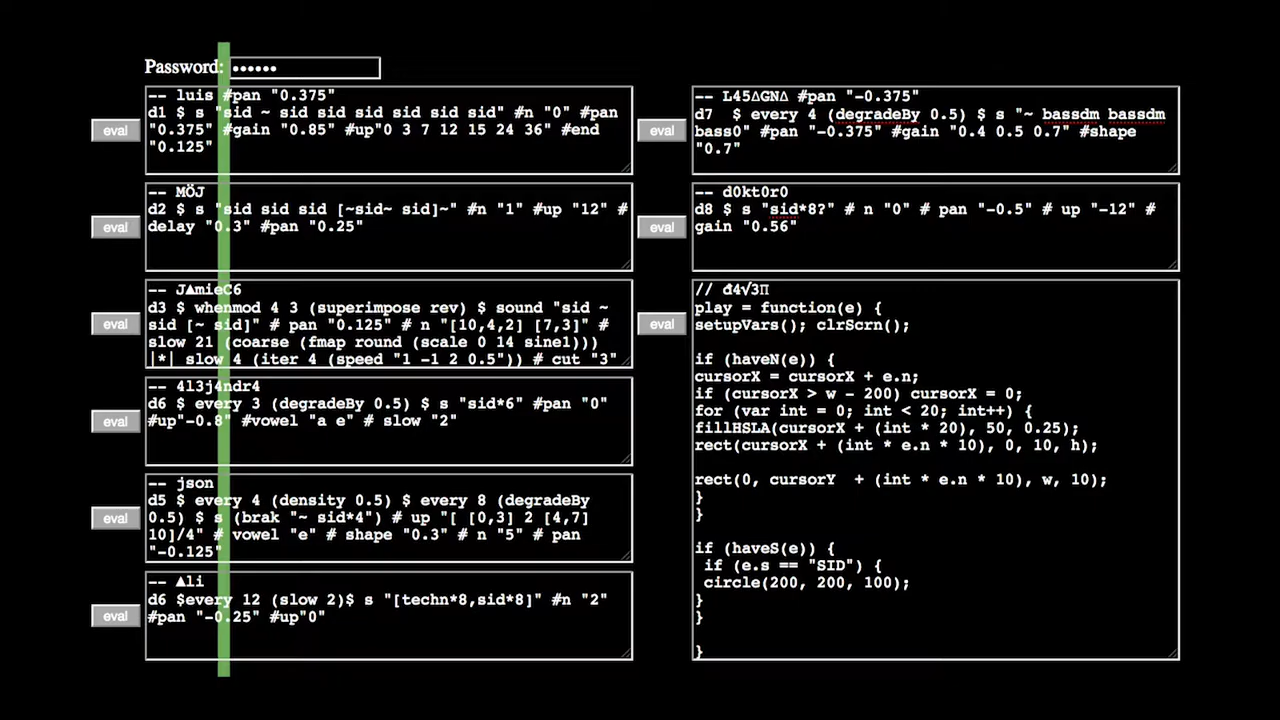 Password: ••••••
-- luis #pan "0.375"
d1 $ s "sid ~ sid sid sid sid sid sid" #n "0" #pan
"0.375" #gain "0.85" #up"0 3 7 12 15 24 36" #end
"0.125"
eval
-- MÖJ
d2 $ s "sid sid sid [~sid~ sid]~" #n "1" #up "12" #
delay "0.3" #pan "0.25"
eval
-- J▲mieC6
d3 $ whenmod 4 3 (superimpose rev) $ sound "sid ~
sid [~ sid]" # pan "0.125" # n "[10,4,2] [7,3]" #
slow 21 (coarse (fmap round (scale 0 14 sine1)))
|*| slow 4 (iter 4 (speed "1 -1 2 0.5")) # cut "3"
eval
-- 4l3j4ndr4
d6 $ every 3 (degradeBy 0.5) $ s "sid*6" #pan "0"
#up"-0.8" #vowel "a e" # slow "2"
eval
-- json
d5 $ every 4 (density 0.5) $ every 8 (degradeBy
0.5) $ s (brak "~ sid*4") # up "[ [0,3] 2 [4,7]
10]/4" # vowel "e" # shape "0.3" # n "5" # pan
"-0.125"
eval
-- ▲li
d6 $every 12 (slow 2)$ s "[techn*8,sid*8]" #n "2"
#pan "-0.25" #up"0"
eval
-- L45∆GN∆ #pan "-0.375"
d7  $ every 4 (degradeBy 0.5) $ s "~ bassdm bassdm
bass0" #pan "-0.375" #gain "0.4 0.5 0.7" #shape
"0.7"
eval
-- d0kt0r0
d8 $ s "sid*8?" # n "0" # pan "-0.5" # up "-12" #
gain "0.56"
eval
// đ4√3∏
play = function(e) {
setupVars(); clrScrn();
if (haveN(e)) {
cursorX = cursorX + e.n;
if (cursorX > w - 200) cursorX = 0;
for (var int = 0; int < 20; int++) {
fillHSLA(cursorX + (int * 20), 50, 0.25);
rect(cursorX + (int * e.n * 10), 0, 10, h);
rect(0, cursorY  + (int * e.n * 10), w, 10);
}
}
if (haveS(e)) {
if (e.s == "SID") {
circle(200, 200, 100);
}
}
}
eval